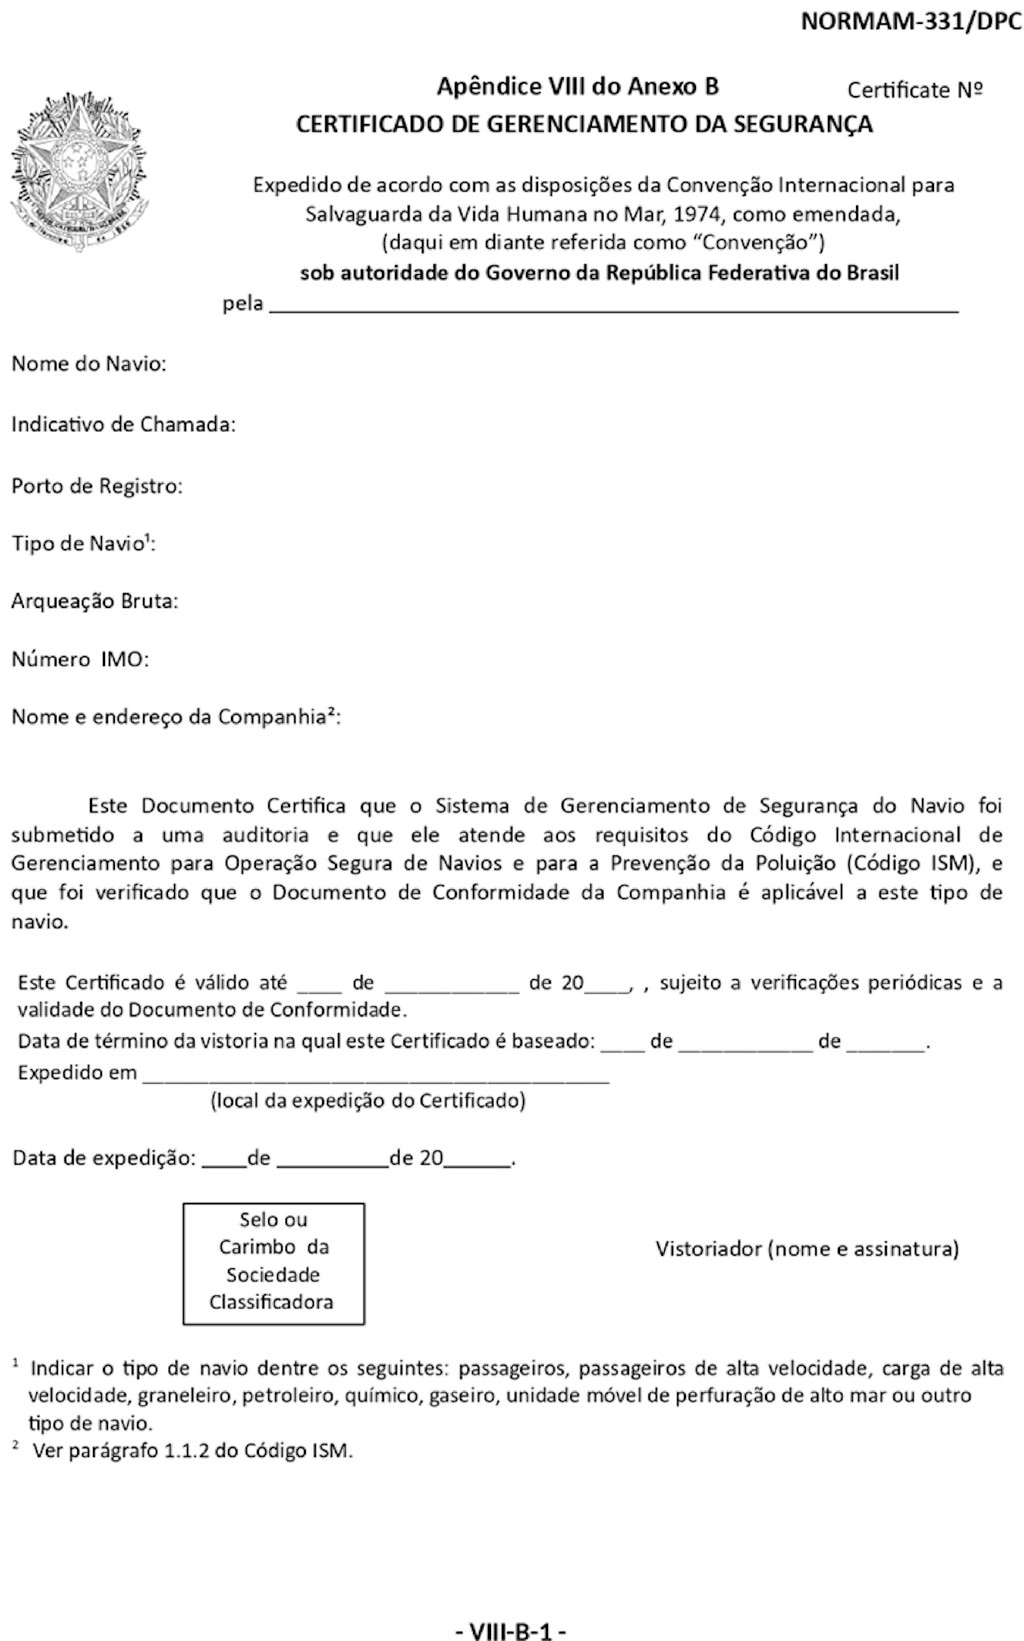 NORMAM-331/DPC
Apêndice VIII do Anexo B
Certificate Nº
CERTIFICADO DE GERENCIAMENTO DA SEGURANÇA
Expedido de acordo com as disposições da Convenção Internacional para
Salvaguarda da Vida Humana no Mar, 1974, como emendada,
(daqui em diante referida como “Convenção”)
sob autoridade do Governo da República Federativa do Brasil
pela ______________________________
Nome do Navio:
Indicativo de Chamada:
Porto de Registro:
Tipo de Navio¹:
Arqueação Bruta:
Número IMO:
Nome e endereço da Companhia²:
Este Documento Certifica que o Sistema de Gerenciamento de Segurança do Navio foi
submetido a uma auditoria e que ele atende aos requisitos do Código Internacional de
Gerenciamento para Operação Segura de Navios e para a Prevenção da Poluição (Código ISM), e
que foi verificado que o Documento de Conformidade da Companhia é aplicável a este tipo de
navio.
Este Certificado é válido até ____ de ____________ de 20____, , sujeito a verificações periódicas e a
validade do Documento de Conformidade.
Data de término da vistoria na qual este Certificado é baseado: ____ de ____________ de _______.
Expedido em __________________________________________
(local da expedição do Certificado)
Data de expedição: ____de __________de 20______.
Selo ou
Carimbo da
Sociedade
Classificadora
Vistoriador (nome e assinatura)
¹ Indicar o tipo de navio dentre os seguintes: passageiros, passageiros de alta velocidade, carga de alta
velocidade, graneleiro, petroleiro, químico, gaseiro, unidade móvel de perfuração de alto mar ou outro
tipo de navio.
² Ver parágrafo 1.1.2 do Código ISM.
- VIII-B-1 -